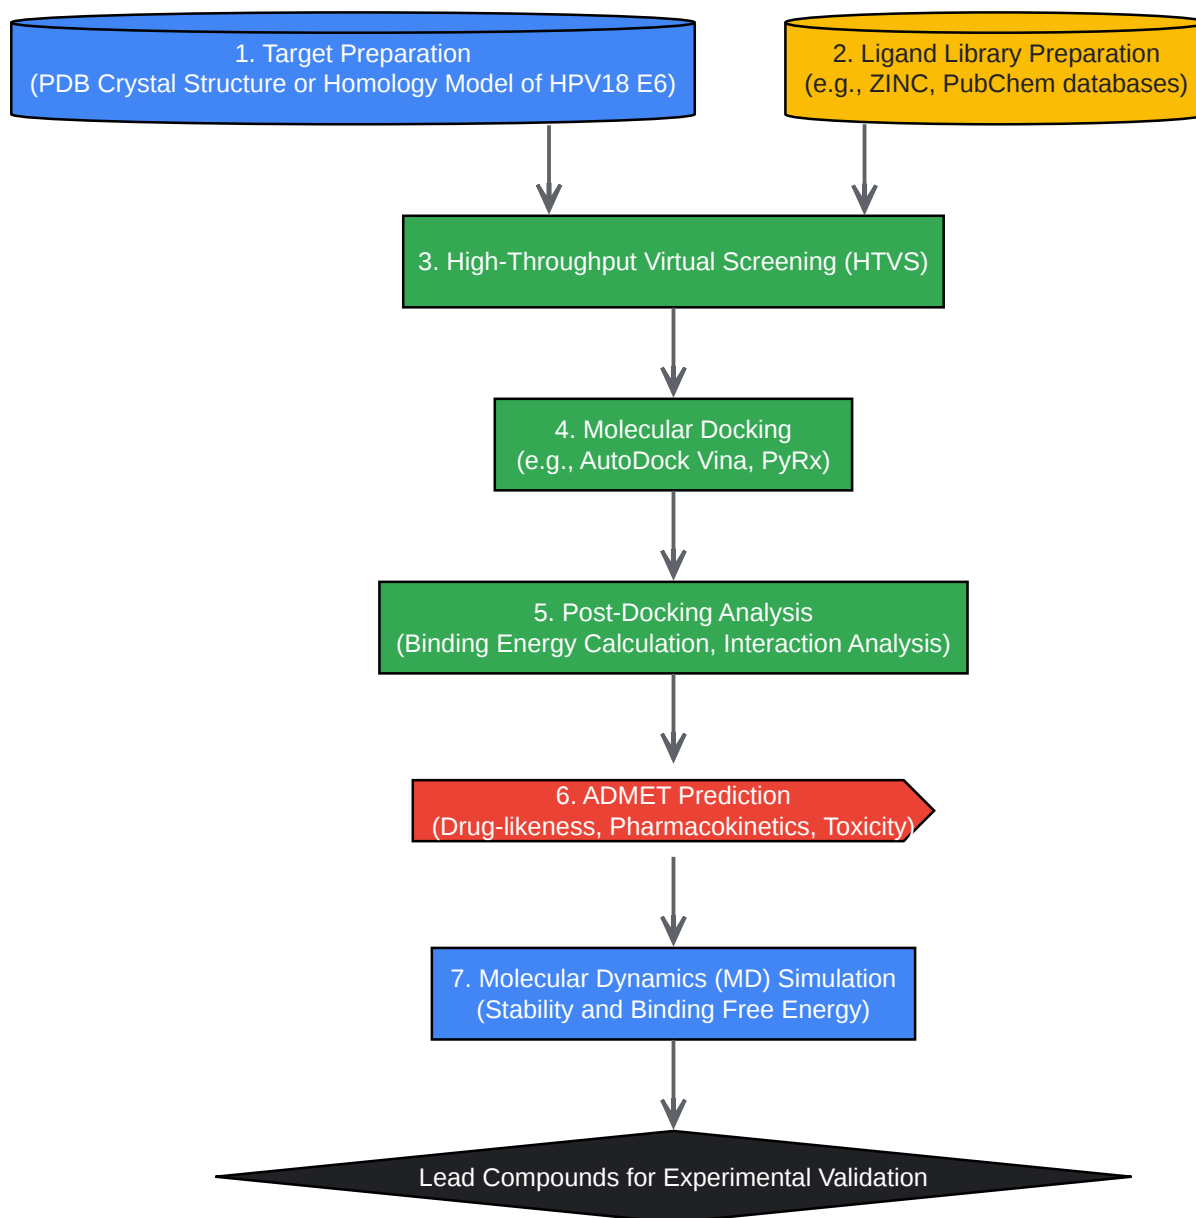 1. Target Preparation
(PDB Crystal Structure or Homology Model of HPV18 E6)
2. Ligand Library Preparation
(e.g., ZINC, PubChem databases)
3. High-Throughput Virtual Screening (HTVS)
4. Molecular Docking
(e.g., AutoDock Vina, PyRx)
5. Post-Docking Analysis
(Binding Energy Calculation, Interaction Analysis)
6. ADMET Prediction
(Drug-likeness, Pharmacokinetics, Toxicity)
7. Molecular Dynamics (MD) Simulation
(Stability and Binding Free Energy)
Lead Compounds for Experimental Validation